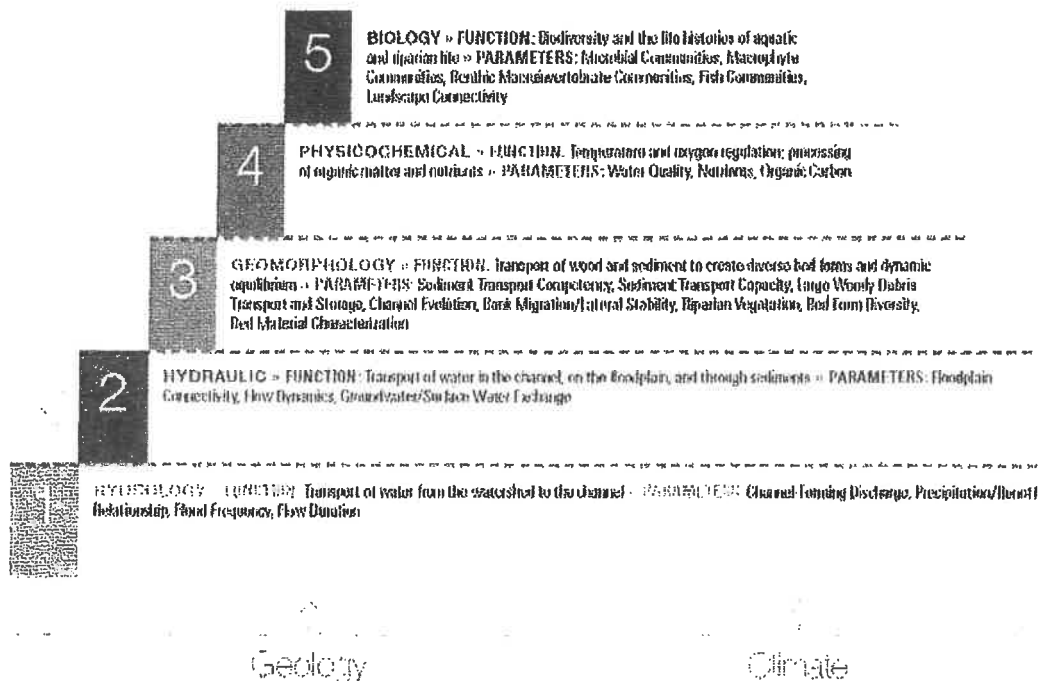 5
BIOLOGY » FUNCTION: Biodiversity and the life histories of aquatic
and riparian life » PARAMETERS: Microbial Communities, Macrophyte
Communities, Benthic Macroinvertebrate Communities, Fish Communities,
Landscape Connectivity
4
PHYSICOCHEMICAL » FUNCTION: Temperature and oxygen regulation; processing
of organic matter and nutrients » PARAMETERS: Water Quality, Nutrients, Organic Carbon
3
GEOMORPHOLOGY » FUNCTION: Transport of wood and sediment to create diverse bed forms and dynamic
equilibrium » PARAMETERS: Sediment Transport Competency, Sediment Transport Capacity, Large Woody Debris
Transport and Storage, Channel Evolution, Bank Migration/Lateral Stability, Riparian Vegetation, Bed Form Diversity,
Bed Material Characterization
2
HYDRAULIC » FUNCTION: Transport of water in the channel, on the floodplain, and through sediments » PARAMETERS: Floodplain
Connectivity, Flow Dynamics, Groundwater/Surface Water Exchange
1
HYDROLOGY » FUNCTION: Transport of water from the watershed to the channel » PARAMETERS: Channel-Forming Discharge, Precipitation/Runoff
Relationship, Flood Frequency, Flow Duration
Geology
Climate